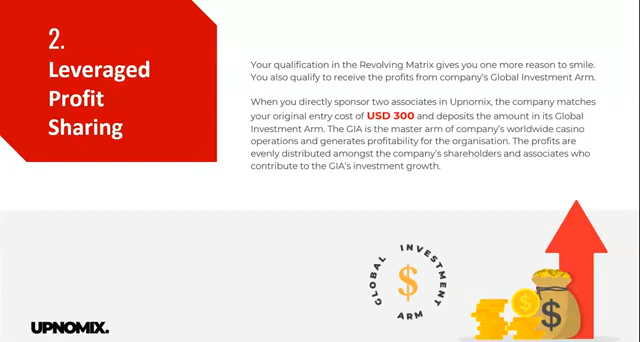 2.
Leveraged
Profit
Sharing
Your qualification in the Revolving Matrix gives you one more reason to smile.
You also qualify to receive the profits from company's Global Investment Arm.
When you directly sponsor two associates in Upnomix, the company matches
your original entry cost of USD 300 and deposits the amount in its Global
Investment Arm. The GIA is the master arm of company's worldwide casino
operations and generates profitability for the organisation. The profits are
evenly distributed amongst the company's shareholders and associates who
contribute to the GIA's investment growth.
GLOBAL INVESTMENT
ARM
$
$
$
UPNOMIX.